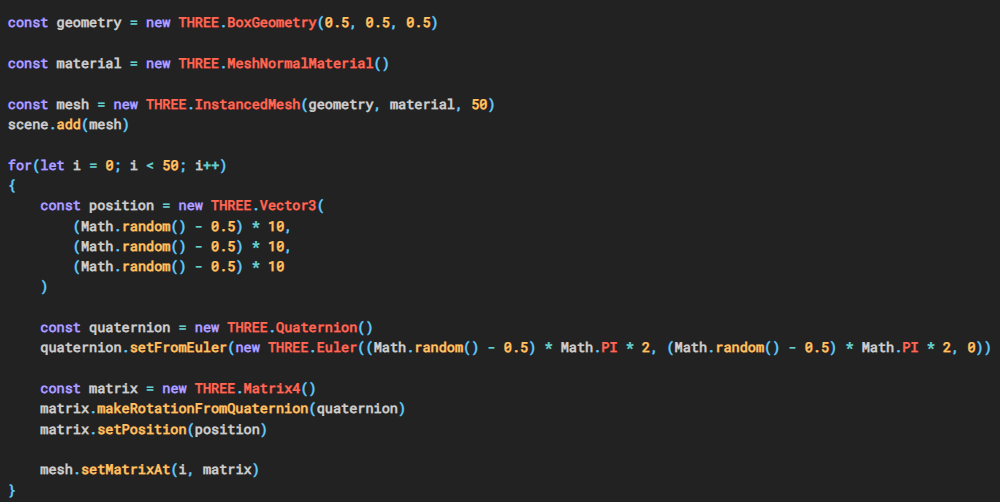 const geometry = new THREE.BoxGeometry(0.5, 0.5, 0.5)

const material = new THREE.MeshNormalMaterial()

const mesh = new THREE.InstancedMesh(geometry, material, 50)
scene.add(mesh)

for(let i = 0; i < 50; i++)
{
    const position = new THREE.Vector3(
        (Math.random() - 0.5) * 10,
        (Math.random() - 0.5) * 10,
        (Math.random() - 0.5) * 10
    )

    const quaternion = new THREE.Quaternion()
    quaternion.setFromEuler(new THREE.Euler((Math.random() - 0.5) * Math.PI * 2, (Math.random() - 0.5) * Math.PI * 2, 0))

    const matrix = new THREE.Matrix4()
    matrix.makeRotationFromQuaternion(quaternion)
    matrix.setPosition(position)

    mesh.setMatrixAt(i, matrix)
}